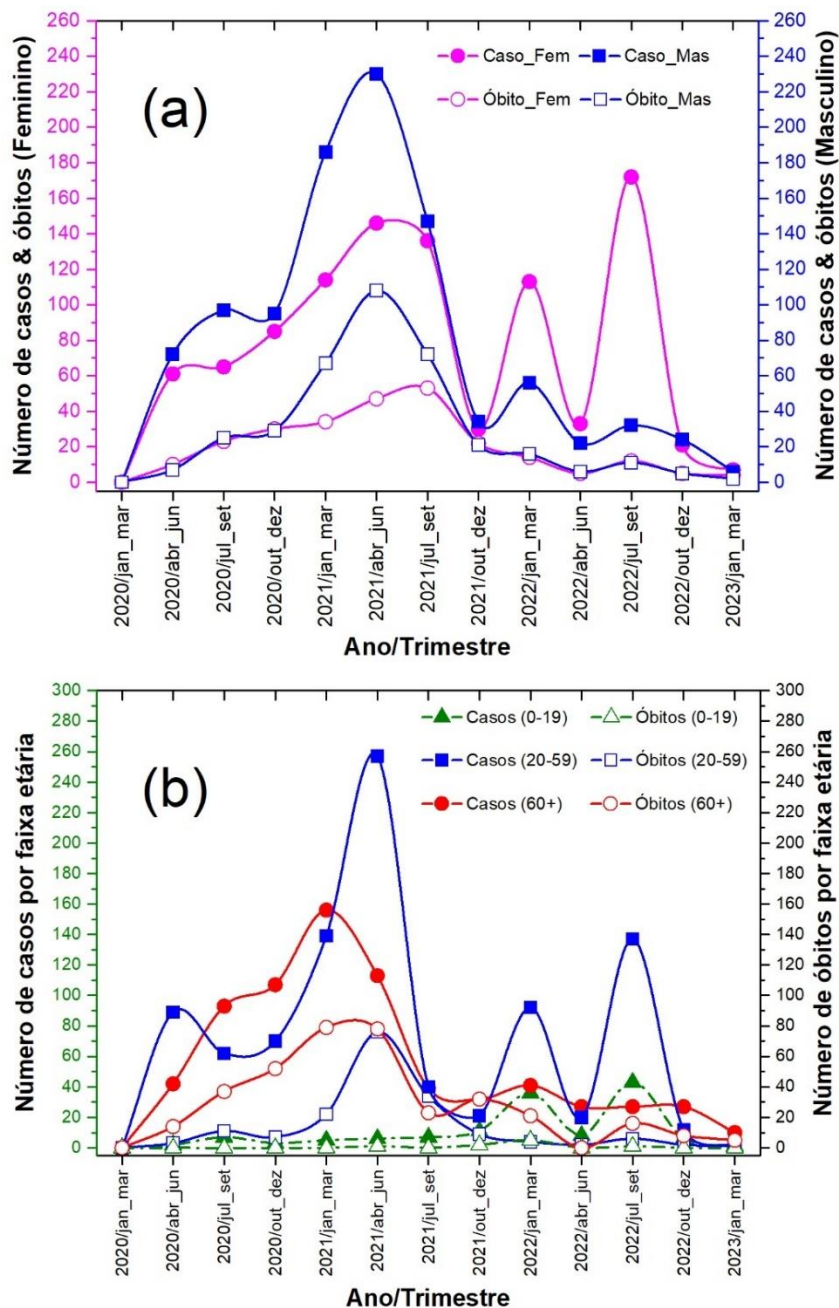 260
240
220
200
180
160
140
120
100
80
60
40
20
0
Número de casos & óbitos (Feminino)
(a)
Caso_Fem
Caso_Mas
Óbito_Fem
Óbito_Mas
260
240
220
200
180
160
140
120
100
80
60
40
20
0
Número de casos & óbitos (Masculino)
2020/jan_mar
2020/abr_jun
2020/jul_set
2020/out_dez
2021/jan_mar
2021/abr_jun
2021/jul_set
2021/out_dez
2022/jan_mar
2022/abr_jun
2022/jul_set
2022/out_dez
2023/jan_mar
Ano/Trimestre
300
280
260
240
220
200
180
160
140
120
100
80
60
40
20
0
Número de casos por faixa etária
(b)
Casos (0-19)
Óbitos (0-19)
Casos (20-59)
Óbitos (20-59)
Casos (60+)
Óbitos (60+)
300
280
260
240
220
200
180
160
140
120
100
80
60
40
20
0
Número de óbitos por faixa etária
2020/jan_mar
2020/abr_jun
2020/jul_set
2020/out_dez
2021/jan_mar
2021/abr_jun
2021/jul_set
2021/out_dez
2022/jan_mar
2022/abr_jun
2022/jul_set
2022/out_dez
2023/jan_mar
Ano/Trimestre